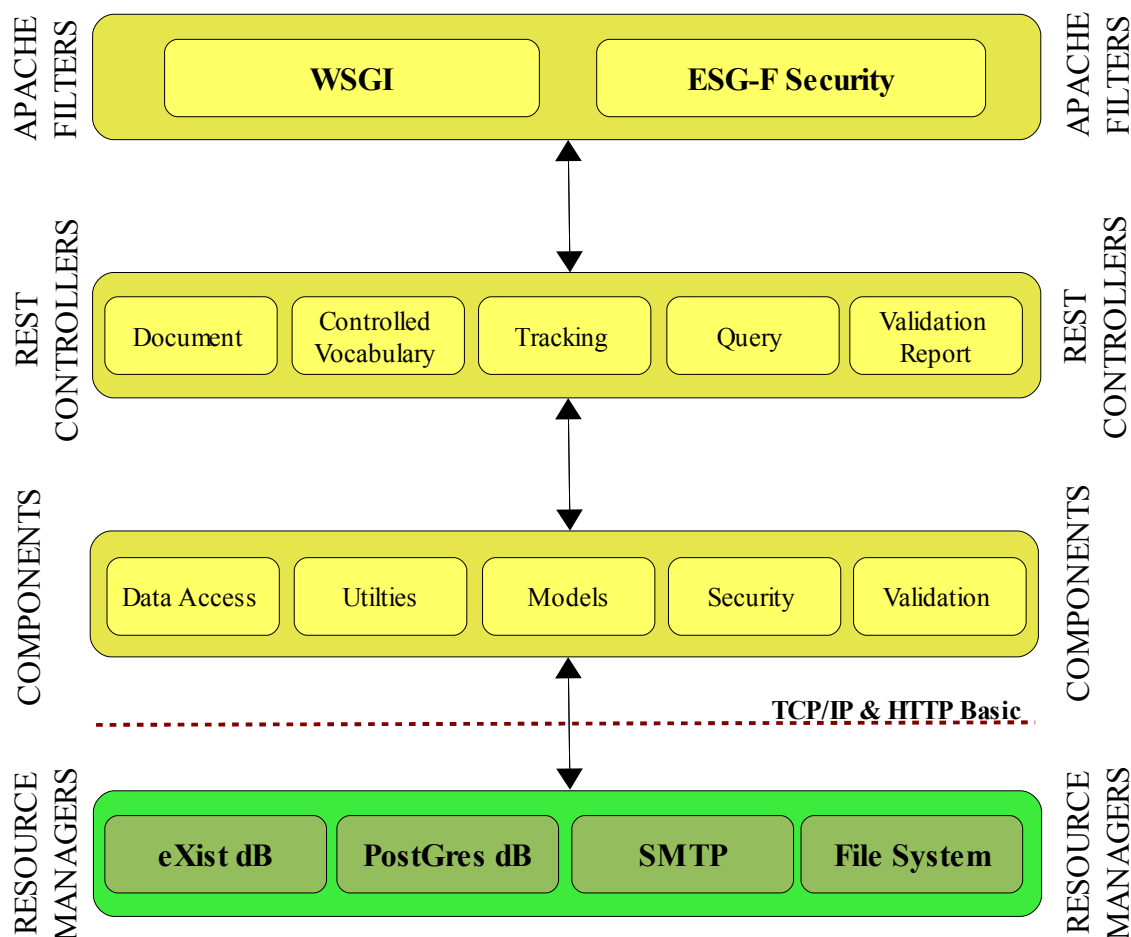 APACHE
FILTERS
WSGI
ESG-F Security
APACHE
FILTERS
REST
CONTROLLERS
Document
Controlled
Vocabulary
Tracking
Query
Validation
Report
REST
CONTROLLERS
COMPONENTS
Data Access
Utilties
Models
Security
Validation
COMPONENTS
TCP/IP & HTTP Basic
RESOURCE
MANAGERS
eXist dB
PostGres dB
SMTP
File System
RESOURCE
MANAGERS